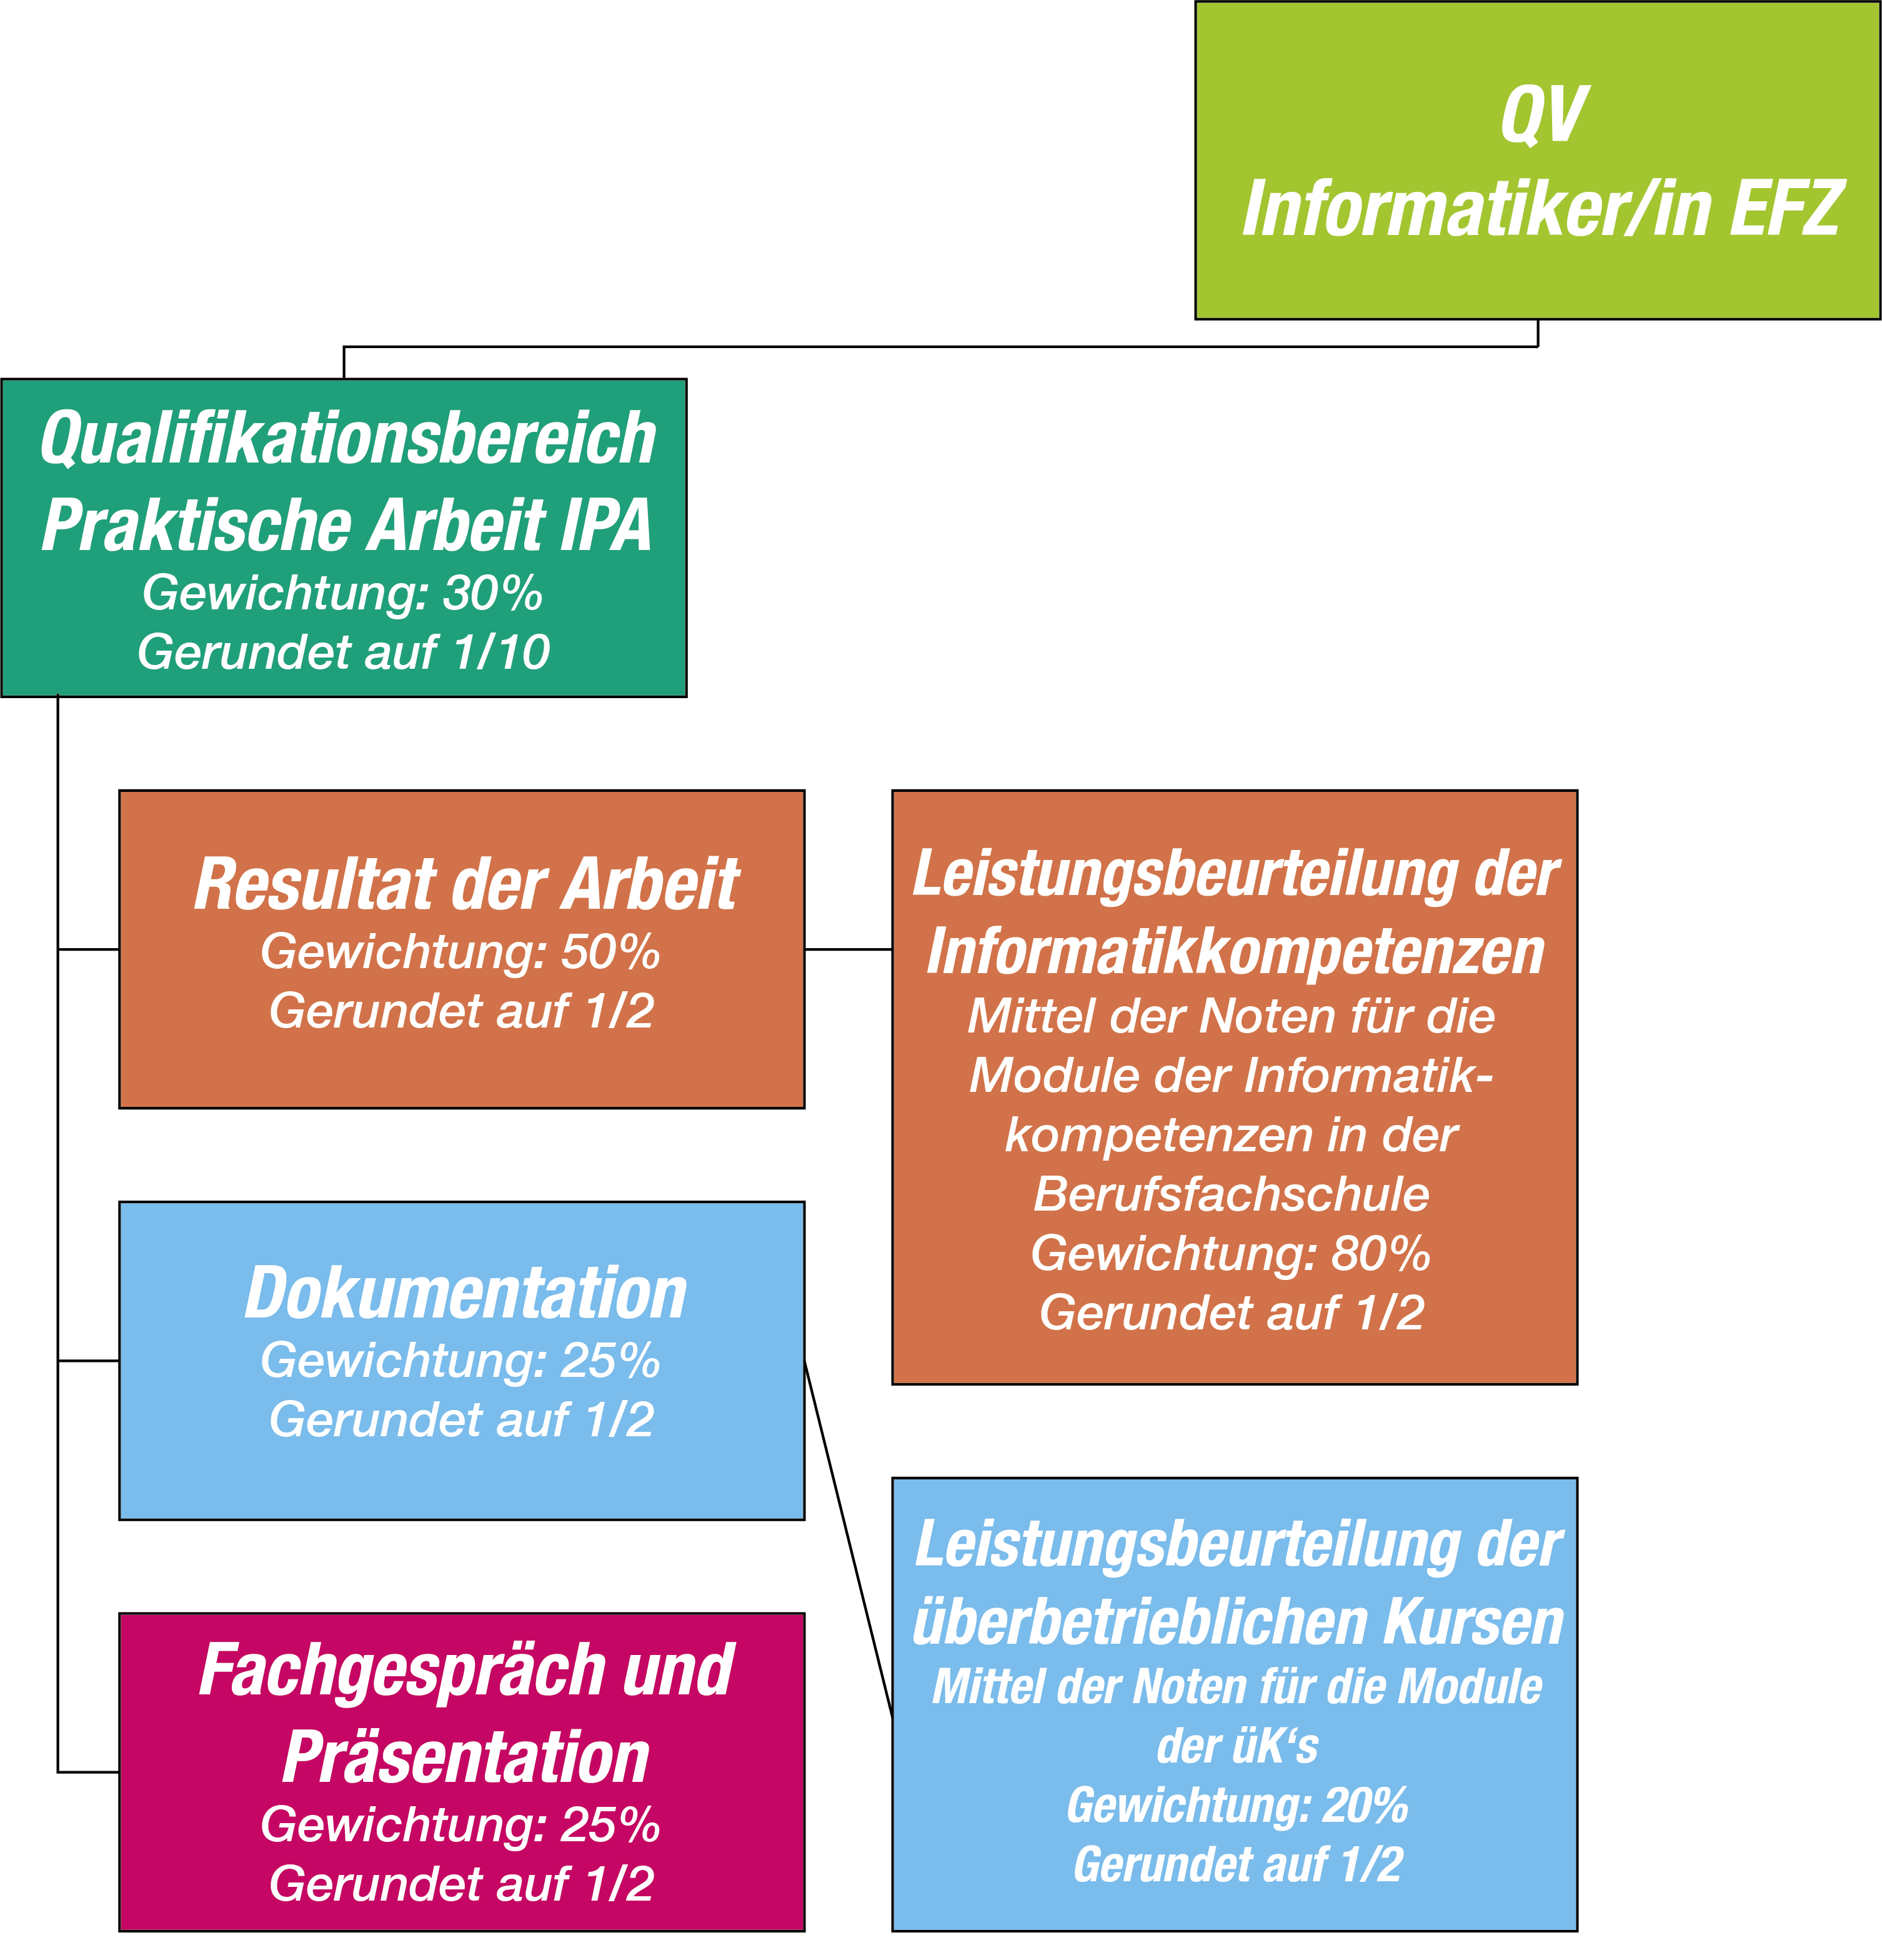 QV
Informatiker/in EFZ
Qualifikationsbereich
Praktische Arbeit IPA
Gewichtung: 30%
Gerundet auf 1/10
Resultat der Arbeit
Gewichtung: 50%
Gerundet auf 1/2
Leistungsbeurteilung der
Informatikkompetenzen
Mittel der Noten für die
Module der Informatik-
kompetenzen in der
Berufsfachschule
Gewichtung: 80%
Gerundet auf 1/2
Dokumentation
Gewichtung: 25%
Gerundet auf 1/2
Leistungsbeurteilung der
überbetrieblichen Kursen
Mittel der Noten für die Module
der üK‘s
Gewichtung: 20%
Gerundet auf 1/2
Fachgespräch und
Präsentation
Gewichtung: 25%
Gerundet auf 1/2